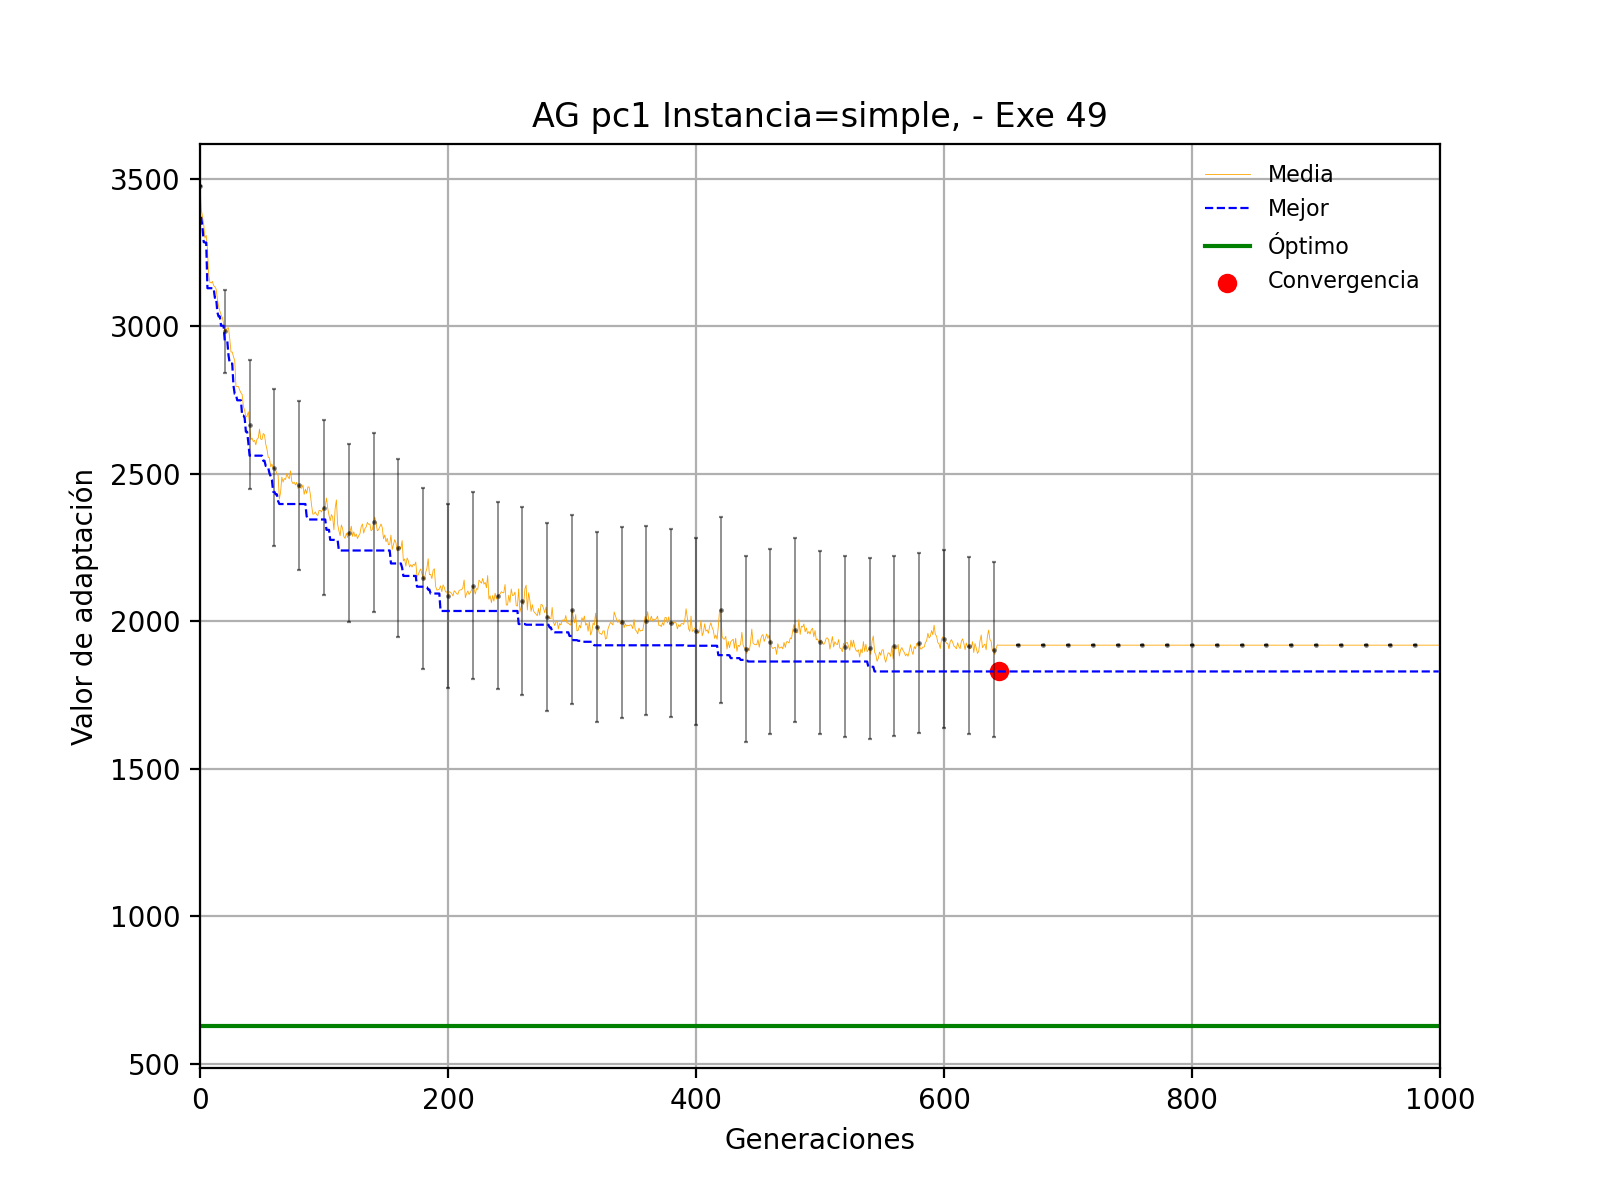 AG pc1 Instancia=simple, - Exe 49
Media
Mejor
Óptimo
Convergencia
Valor de adaptación
3500
3000
2500
2000
1500
1000
500
0 200 400 600 800 1000
Generaciones